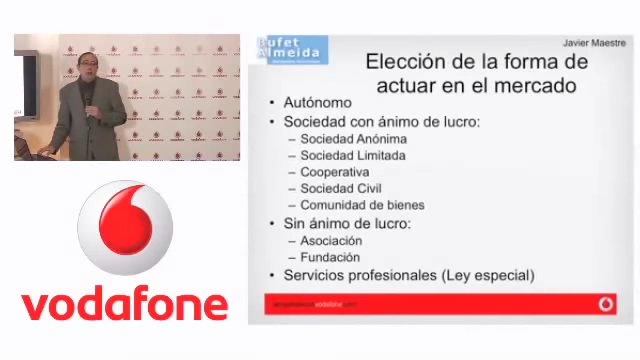 Bufet
Almeida
Javier Maestre
Elección de la forma de
actuar en el mercado
• Autónomo
• Sociedad con ánimo de lucro:
– Sociedad Anónima
– Sociedad Limitada
– Cooperativa
– Sociedad Civil
– Comunidad de bienes
• Sin ánimo de lucro:
– Asociación
– Fundación
• Servicios profesionales (Ley especial)
vodafone